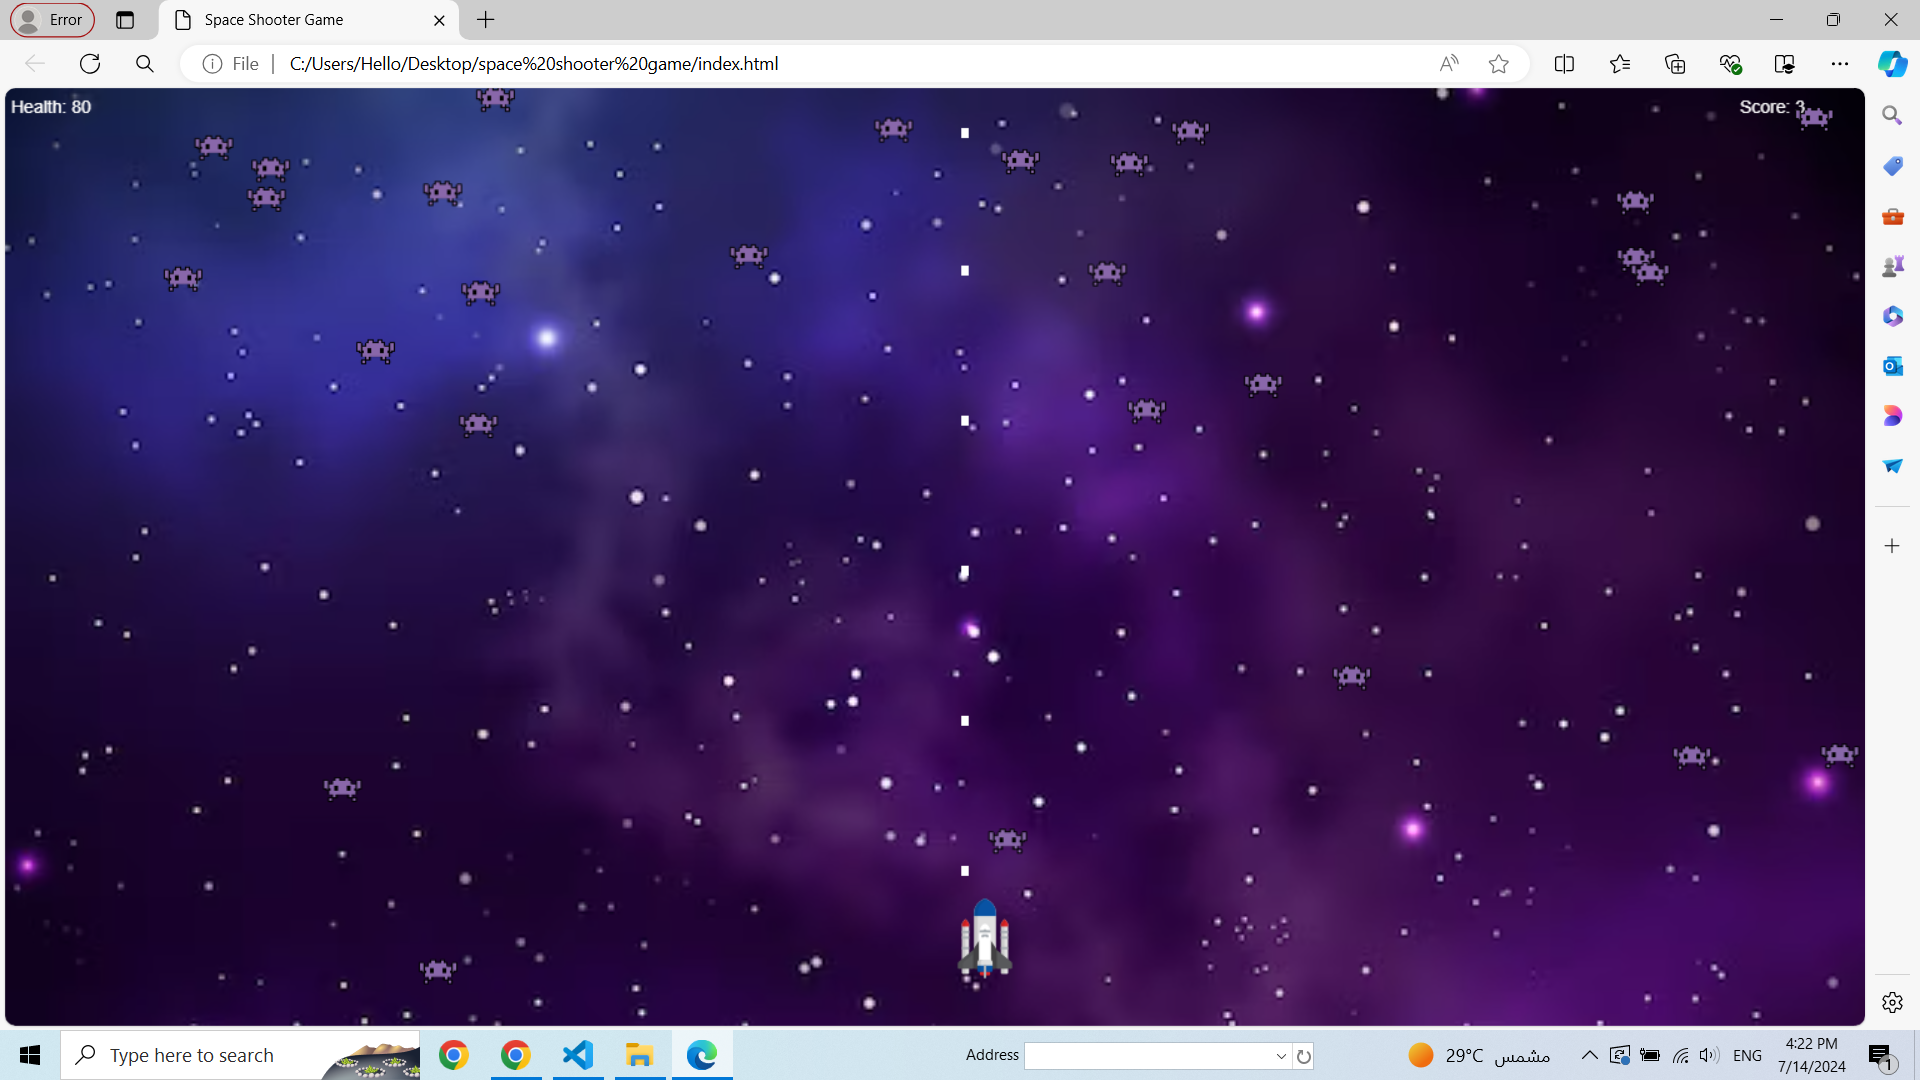 Error
Space Shooter Game
File
C:/Users/Hello/Desktop/space%20shooter%20game/index.html
Health: 80
Score: 3
Type here to search
Address
29°C مشمس
ENG
4:22 PM
7/14/2024
1